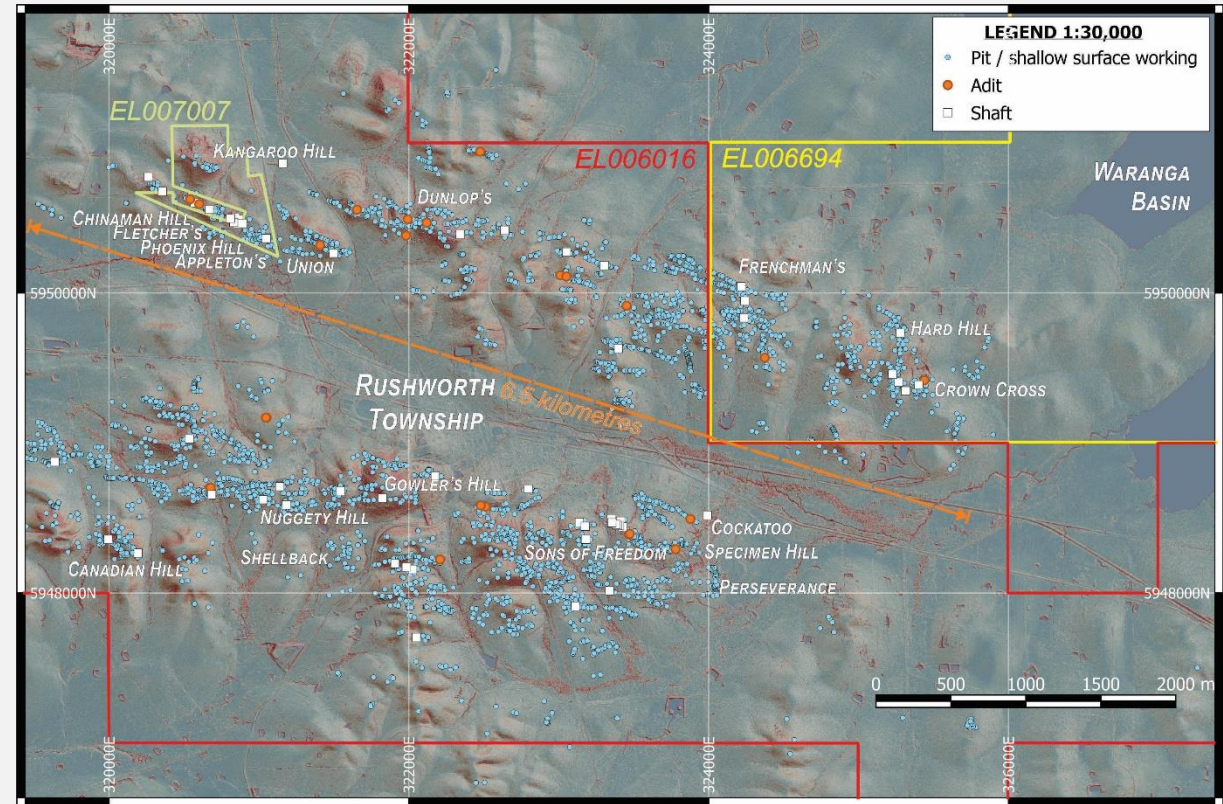 320000E
322000E
324000E
LEGEND 1:30,000
Pit / shallow surface working
Adit
Shaft
EL007007
KANGAROO HILL
EL006016
EL006694
WARANGA
BASIN
DUNLOP'S
CHINAMAN HILL
FLETCHER'S
PHOENIX HILL
APPLETON'S
UNION
FRENCHMAN'S
5950000N
5950000N
HARD HILL
CROWN CROSS
RUSHWORTH
TOWNSHIP
6.5 kilometres
GOWLER'S HILL
NUGGETY HILL
COCKATOO
SHELLBACK
SONS OF FREEDOM
SPECIMEN HILL
CANADIAN HILL
PERSEVERANCE
5948000N
5948000N
0 500 1000 1500 2000 m
320000E
322000E
324000E
326000E